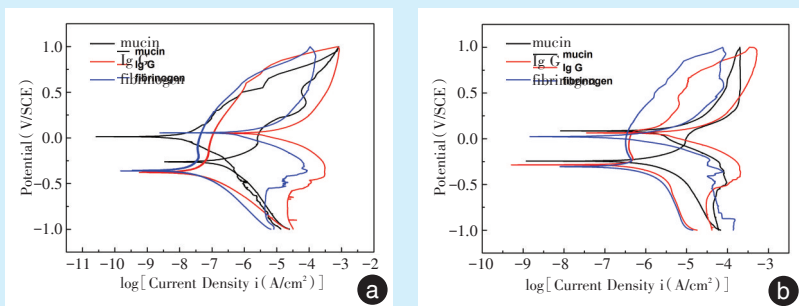 mucin
mucin
Ig G
Ig G
fibrinogen
fibrinogen
1.0
0.5
0.0
−0.5
−1.0
Potential(V/SCE)
−11 −10 −9 −8 −7 −6 −5 −4 −3 −2
log[Current Density i(A/cm²)]
a
mucin
mucin
Ig G
Ig G
fibrinogen
fibrinogen
1.0
0.5
0.0
−0.5
−1.0
Potential(V/SCE)
−10 −9 −8 −7 −6 −5 −4 −3 −2
log[Current Density i(A/cm²)]
b